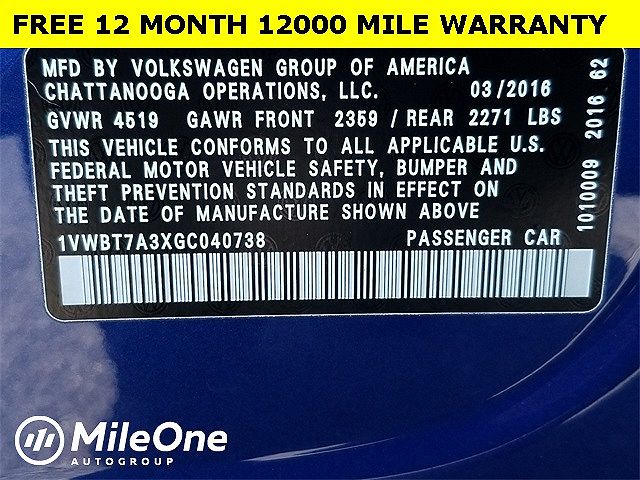 FREE 12 MONTH 12000 MILE WARRANTY
MFD BY VOLKSWAGEN GROUP OF AMERICA
CHATTANOOGA OPERATIONS, LLC. 03/2016
GVWR 4519 GAWR FRONT 2359 / REAR 2271 LBS
THIS VEHICLE CONFORMS TO ALL APPLICABLE U.S.
FEDERAL MOTOR VEHICLE SAFETY, BUMPER AND
THEFT PREVENTION STANDARDS IN EFFECT ON
THE DATE OF MANUFACTURE SHOWN ABOVE
1VWBT7A3XGC040738 PASSENGER CAR
1010009 2016 62
MileOne
AUTOGROUP